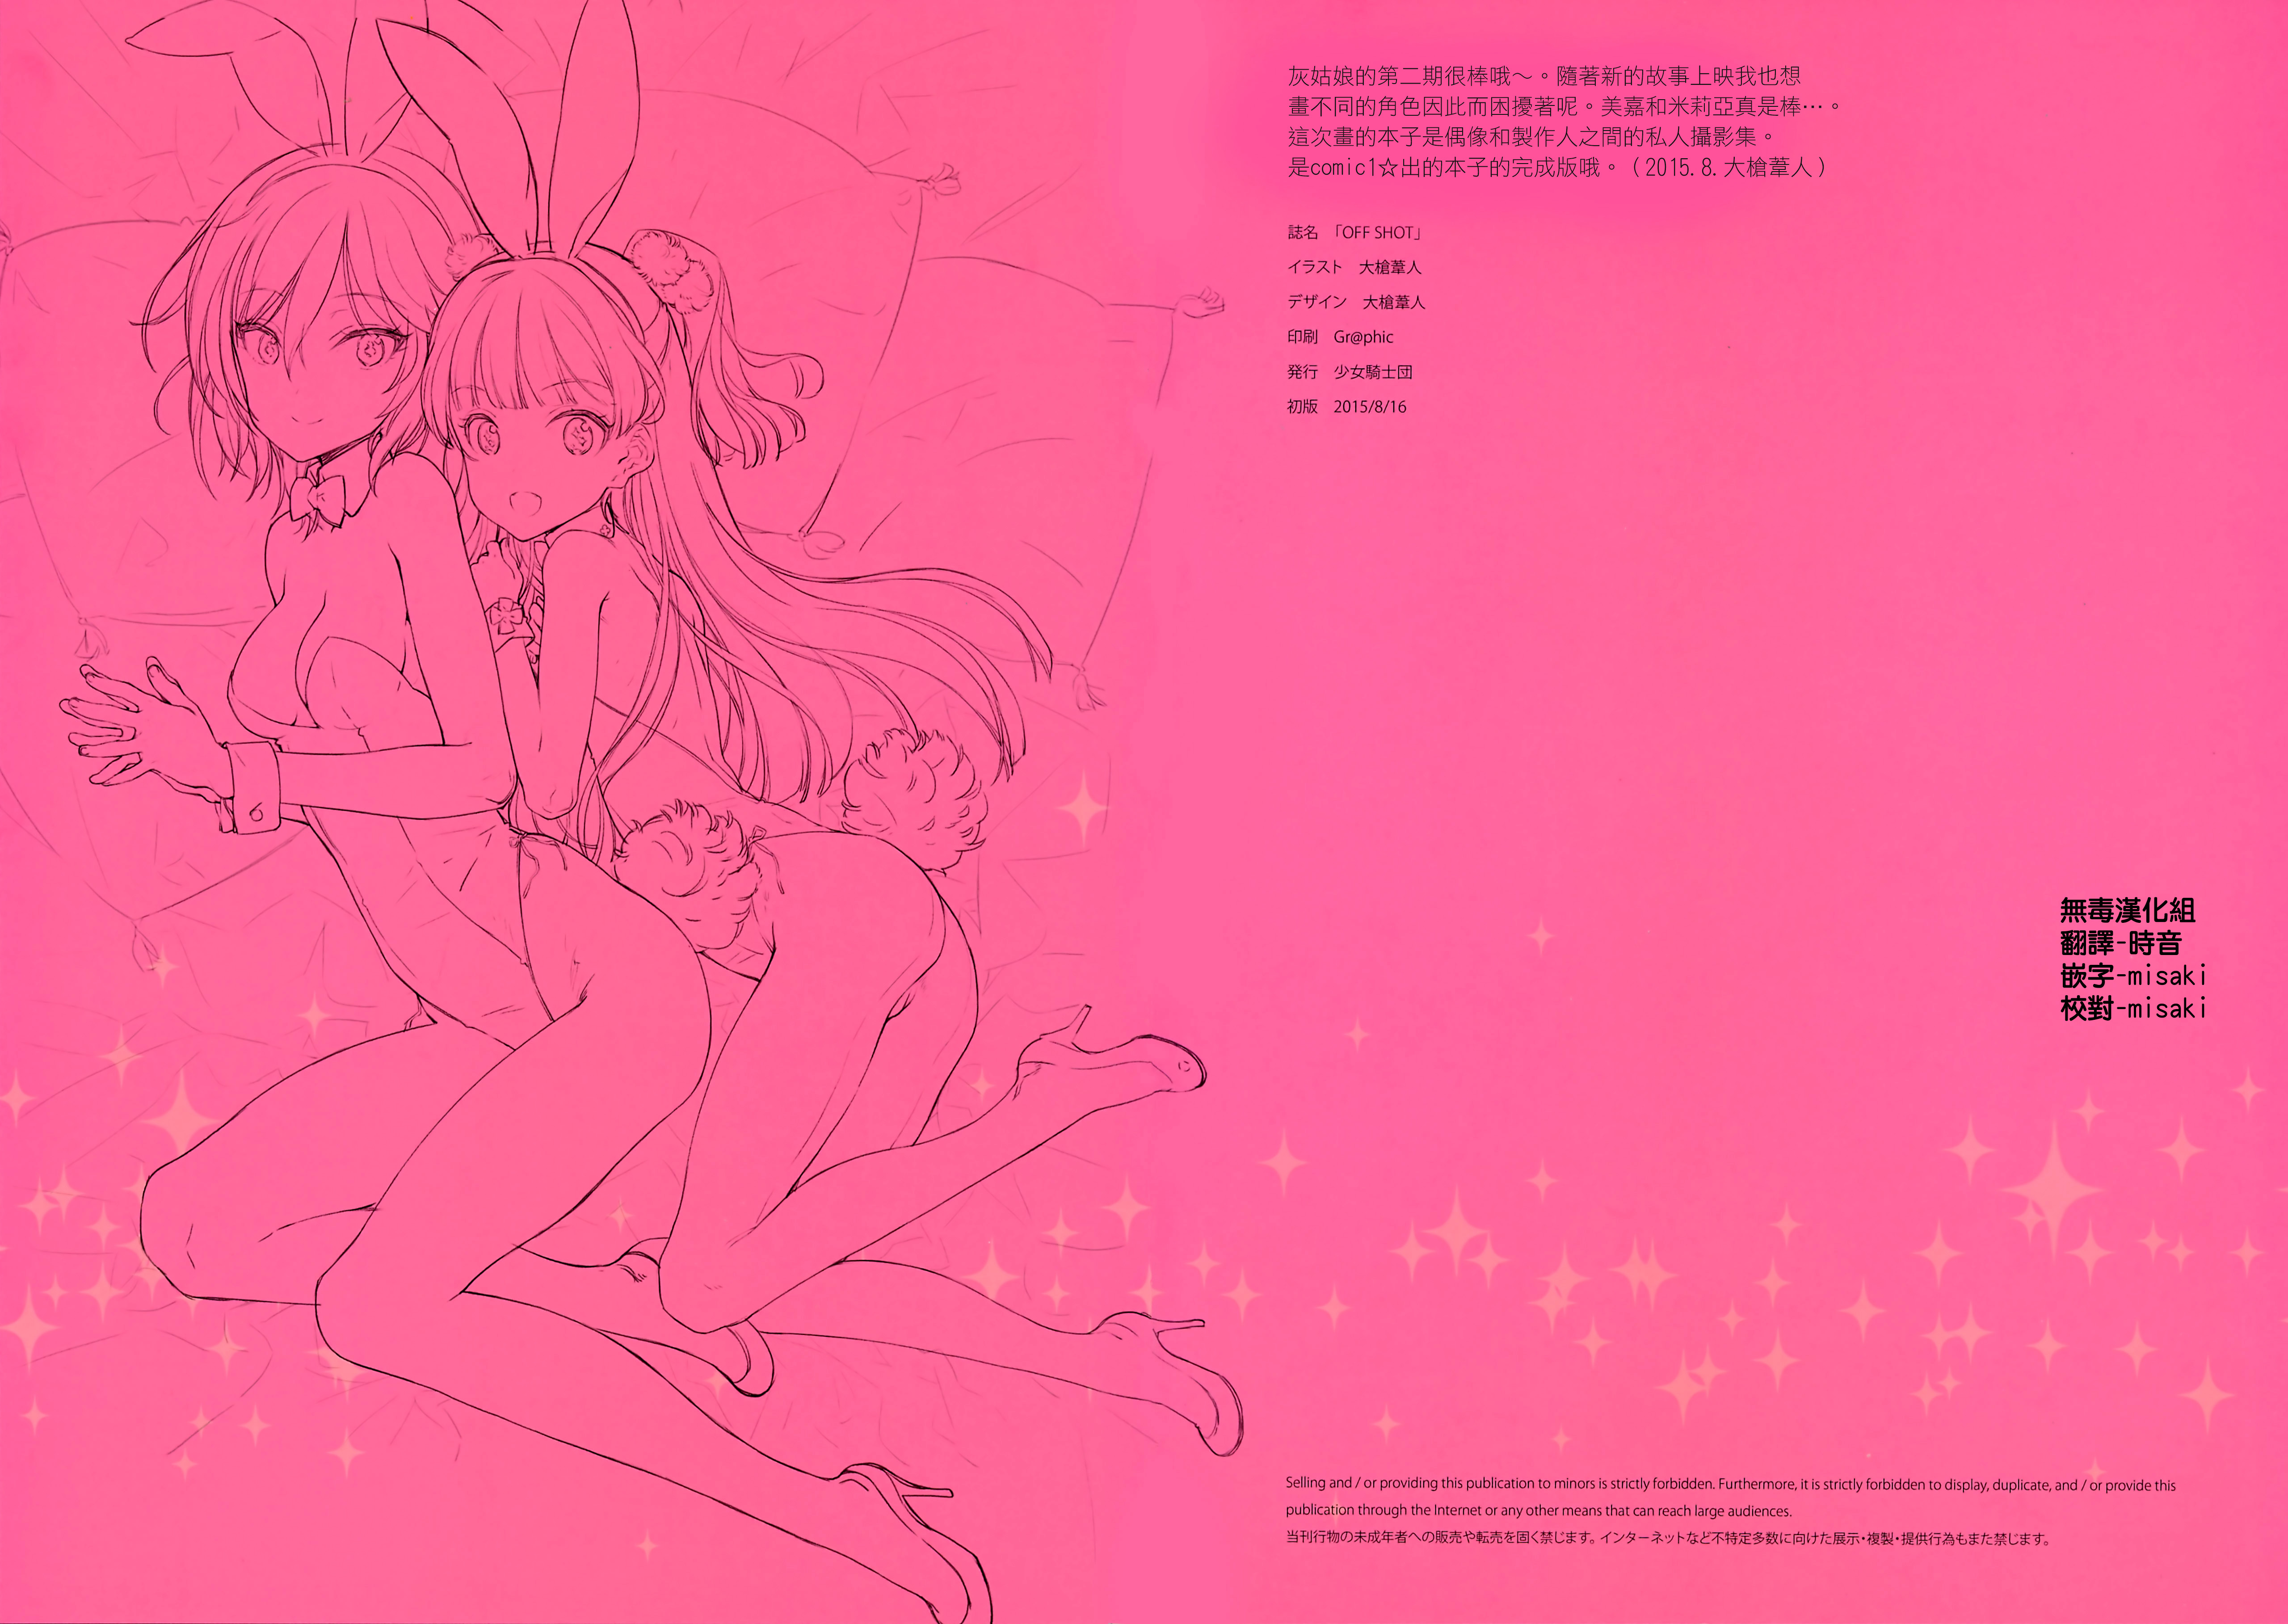 灰姑娘的第二期很棒哦～。隨著新的故事上映我也想
畫不同的角色因此而困擾著呢。美嘉和米莉亞真是棒…。
這次畫的本子是偶像和製作人之間的私人攝影集。
是comic1☆出的本子的完成版哦。（2015.8.大槍葦人）
誌名　「OFF SHOT」
イラスト　大槍葦人
デザイン　大槍葦人
印刷　Gr@phic
発行　少女騎士団
初版　2015/8/16
無毒漢化組
翻譯-時音
嵌字-misaki
校對-misaki
Selling and / or providing this publication to minors is strictly forbidden. Furthermore, it is strictly forbidden to display, duplicate, and / or provide this
publication through the Internet or any other means that can reach large audiences.
当刊行物の未成年者への販売や転売を固く禁じます。インターネットなど不特定多数に向けた展示・複製・提供行為もまた禁じます。